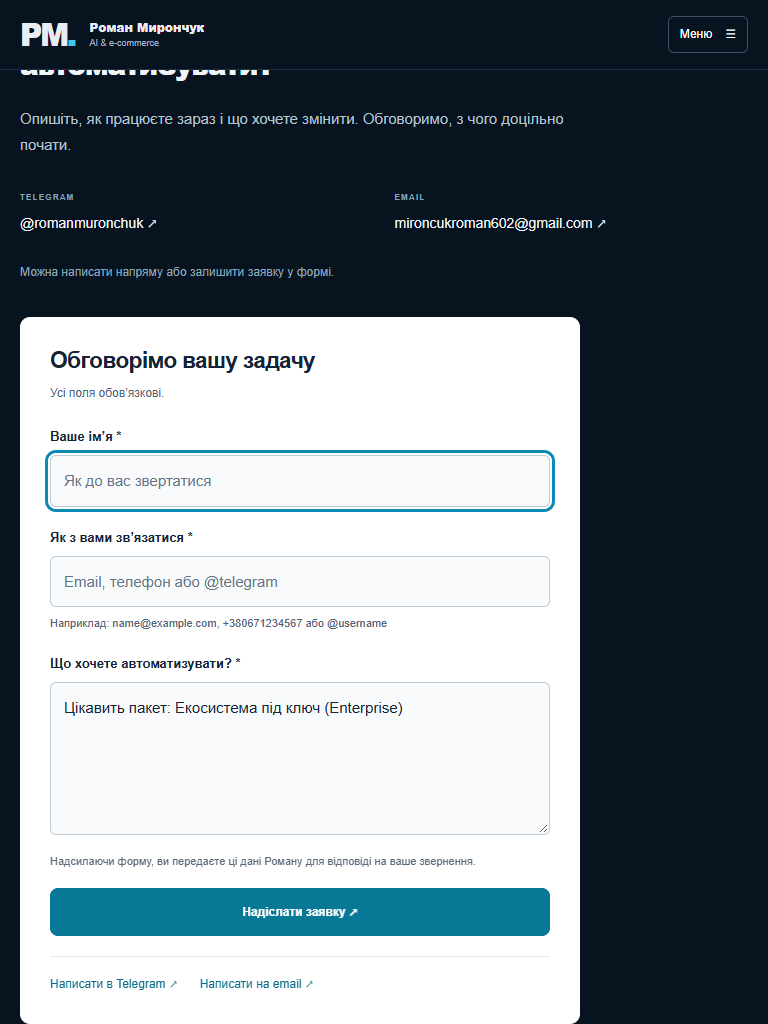 РМ.
Роман Мирончук
AI & e-commerce
Меню ☰
автоматизувати?
Опишіть, як працюєте зараз і що хочете змінити. Обговоримо, з чого доцільно
почати.
TELEGRAM
@romanmuronchuk ↗
EMAIL
mironcukroman602@gmail.com ↗
Можна написати напряму або залишити заявку у формі.
Обговорімо вашу задачу
Усі поля обов’язкові.
Ваше ім’я *
Як до вас звертатися
Як з вами зв’язатися *
Email, телефон або @telegram
Наприклад: name@example.com, +380671234567 або @username
Що хочете автоматизувати? *
Цікавить пакет: Екосистема під ключ (Enterprise)
Надсилаючи форму, ви передаєте ці дані Роману для відповіді на ваше звернення.
Надіслати заявку ↗
Написати в Telegram ↗
Написати на email ↗